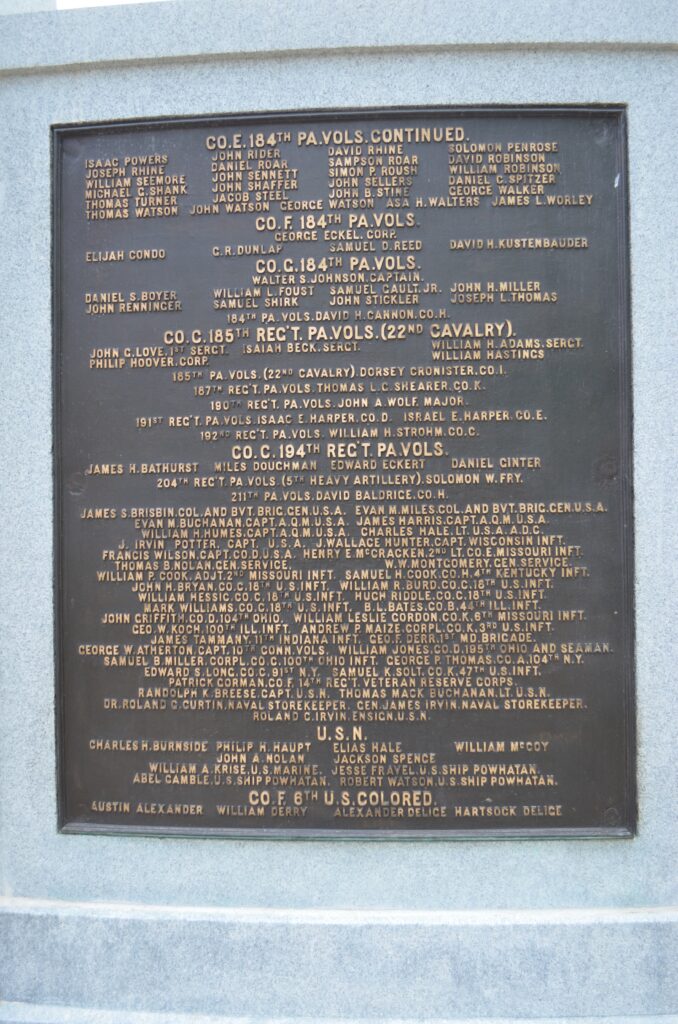 CO.E.184TH PA.VOLS.CONTINUED.
ISAAC POWERS JOHN RIDER DAVID RHINE SOLOMON PENROSE
JOSEPH RHINE DANIEL ROAR SAMPSON ROAR DAVID ROBINSON
WILLIAM SEEMORE JOHN SENNETT SIMON P. ROUSH WILLIAM ROBINSON
MICHAEL G.SHANK JOHN SHAFFER JOHN SELLERS DANIEL C. SPITZER
THOMAS TURNER JACOB STEEL JOHN B. STINE GEORGE WALKER
THOMAS WATSON JOHN WATSON GEORGE WATSON ASA H.WALTERS JAMES L.WORLEY
CO.F. 184TH PA.VOLS.
GEORGE ECKEL.CORP.
ELIJAH CONDO C.R.DUNLAP SAMUEL D.REED DAVID H.KUSTENBAUDER
CO.G.184TH PA.VOLS.
WALTER S.JOHNSON.CAPTAIN.
DANIEL S.BOYER WILLIAM L.FOUST SAMUEL GAULT.JR. JOHN H.MILLER
JOHN RENNINGER SAMUEL SHIRK JOHN STICKLER JOSEPH L.THOMAS
184TH PA.VOLS.DAVID H.CANNON.CO.H.
CO.C.185TH REG'T. PA.VOLS.(22ND CAVALRY).
JOHN G.LOVE.1ST SERGT. ISAIAH BECK.SERGT. WILLIAM H.ADAMS.SERGT.
PHILIP HOOVER.CORP. WILLIAM HASTINGS
185TH PA.VOLS.(22ND CAVALRY).DORSEY CRONISTER.CO.I.
187TH REG'T.PA.VOLS.THOMAS L.C.SHEARER.CO.K.
190TH REG'T.PA.VOLS.JOHN A.WOLF.MAJOR.
191ST REG'T.PA.VOLS.ISAAC E.HARPER.CO.D ISRAEL E.HARPER.CO.E.
192ND REG'T.PA.VOLS.WILLIAM H.STROHM.CO.C.
CO.C.194TH REG'T.PA.VOLS.
JAMES H.BATHURST MILES DOUGHMAN EDWARD ECKERT DANIEL GINTER
204TH REG'T.PA.VOLS.(5TH HEAVY ARTILLERY).SOLOMON W.FRY.
211TH PA.VOLS.DAVID BALDRIGE.CO.H.
JAMES S.BRISBIN.COL.AND BVT.BRIG.GEN.U.S.A. EVAN M.MILES.COL.AND BVT.BRIG.GEN.U.S.A.
EVAN M.BUCHANAN.CAPT.A.Q.M.U.S.A. JAMES HARRIS.CAPT.A.Q.M.U.S.A.
WILLIAM H.HUMES.CAPT.A.Q.M.U.S.A. CHARLES HALE.LT.U.S.A.A.D.C.
J. IRVIN POTTER. CAPT. U.S.A. J.WALLACE HUNTER.CAPT.WISCONSIN INFT.
FRANCIS WILSON.CAPT.CO.D.U.S.A. HENRY E.McCRACKEN.2ND LT.CO.E.MISSOURI INFT.
THOMAS B.NOLAN.GEN.SERVICE. W.W.MONTGOMERY.GEN.SERVICE.
WILLIAM P.COOK.ADJT.2ND MISSOURI INFT. SAMUEL H.COOK.CO.H.4TH KENTUCKY INFT.
JOHN H.BRYAN.CO.C.18TH U.S.INFT. WILLIAM R.BURD.CO.C.18TH U.S.INFT.
WILLIAM HESSIG.CO.C.18TH U.S.INFT. HUGH RIDDLE.CO.C.18TH U.S.INFT.
MARK WILLIAMS.CO.C.18TH U.S.INFT. B.L.BATES.CO.B.44TH ILL.INFT.
JOHN GRIFFITH.CO.D.104TH OHIO. WILLIAM LESLIE GORDON.CO.K.6TH MISSOURI INFT.
GEO.W.KOCH.100TH ILL.INFT. ANDREW P.MAIZE.CORPL.CO.K.3RD U.S.INFT.
JAMES TAMMANY.11TH INDIANA INFT. GEO.F.DERR.1ST MD.BRIGADE.
GEORGE W.ATHERTON.CAPT.10TH CONN.VOLS. WILLIAM JONES.CO.D.195TH OHIO AND SEAMAN.
SAMUEL B.MILLER.CORPL.CO.C.100TH OHIO INFT. GEORGE P.THOMAS.CO.A.104TH N.Y.
EDWARD S.LONG.CO.C.91ST N.Y. SAMUEL K.SOLT.CO.K.47TH U.S.INFT.
PATRICK GORMAN.CO.F.14TH REG'T.VETERAN RESERVE CORPS.
RANDOLPH K.BREESE.CAPT.U.S.N. THOMAS MACK BUCHANAN.LT.U.S.N.
DR.ROLAND G.CURTIN.NAVAL STOREKEEPER. GEN.JAMES IRVIN.NAVAL STOREKEEPER.
ROLAND C.IRVIN.ENSIGN.U.S.N.
U.S.N.
CHARLES H.BURNSIDE PHILIP H.HAUPT ELIAS HALE WILLIAM McCOY
JOHN A.NOLAN JACKSON SPENCE
WILLIAM A.KRISE.U.S.MARINE. JESSE FRAVEL.U.S.SHIP POWHATAN.
ABEL GAMBLE.U.S.SHIP POWHATAN. ROBERT WATSON.U.S.SHIP POWHATAN.
CO.F. 6TH U.S.COLORED.
AUSTIN ALEXANDER WILLIAM DERRY ALEXANDER DELIGE HARTSOCK DELIGE